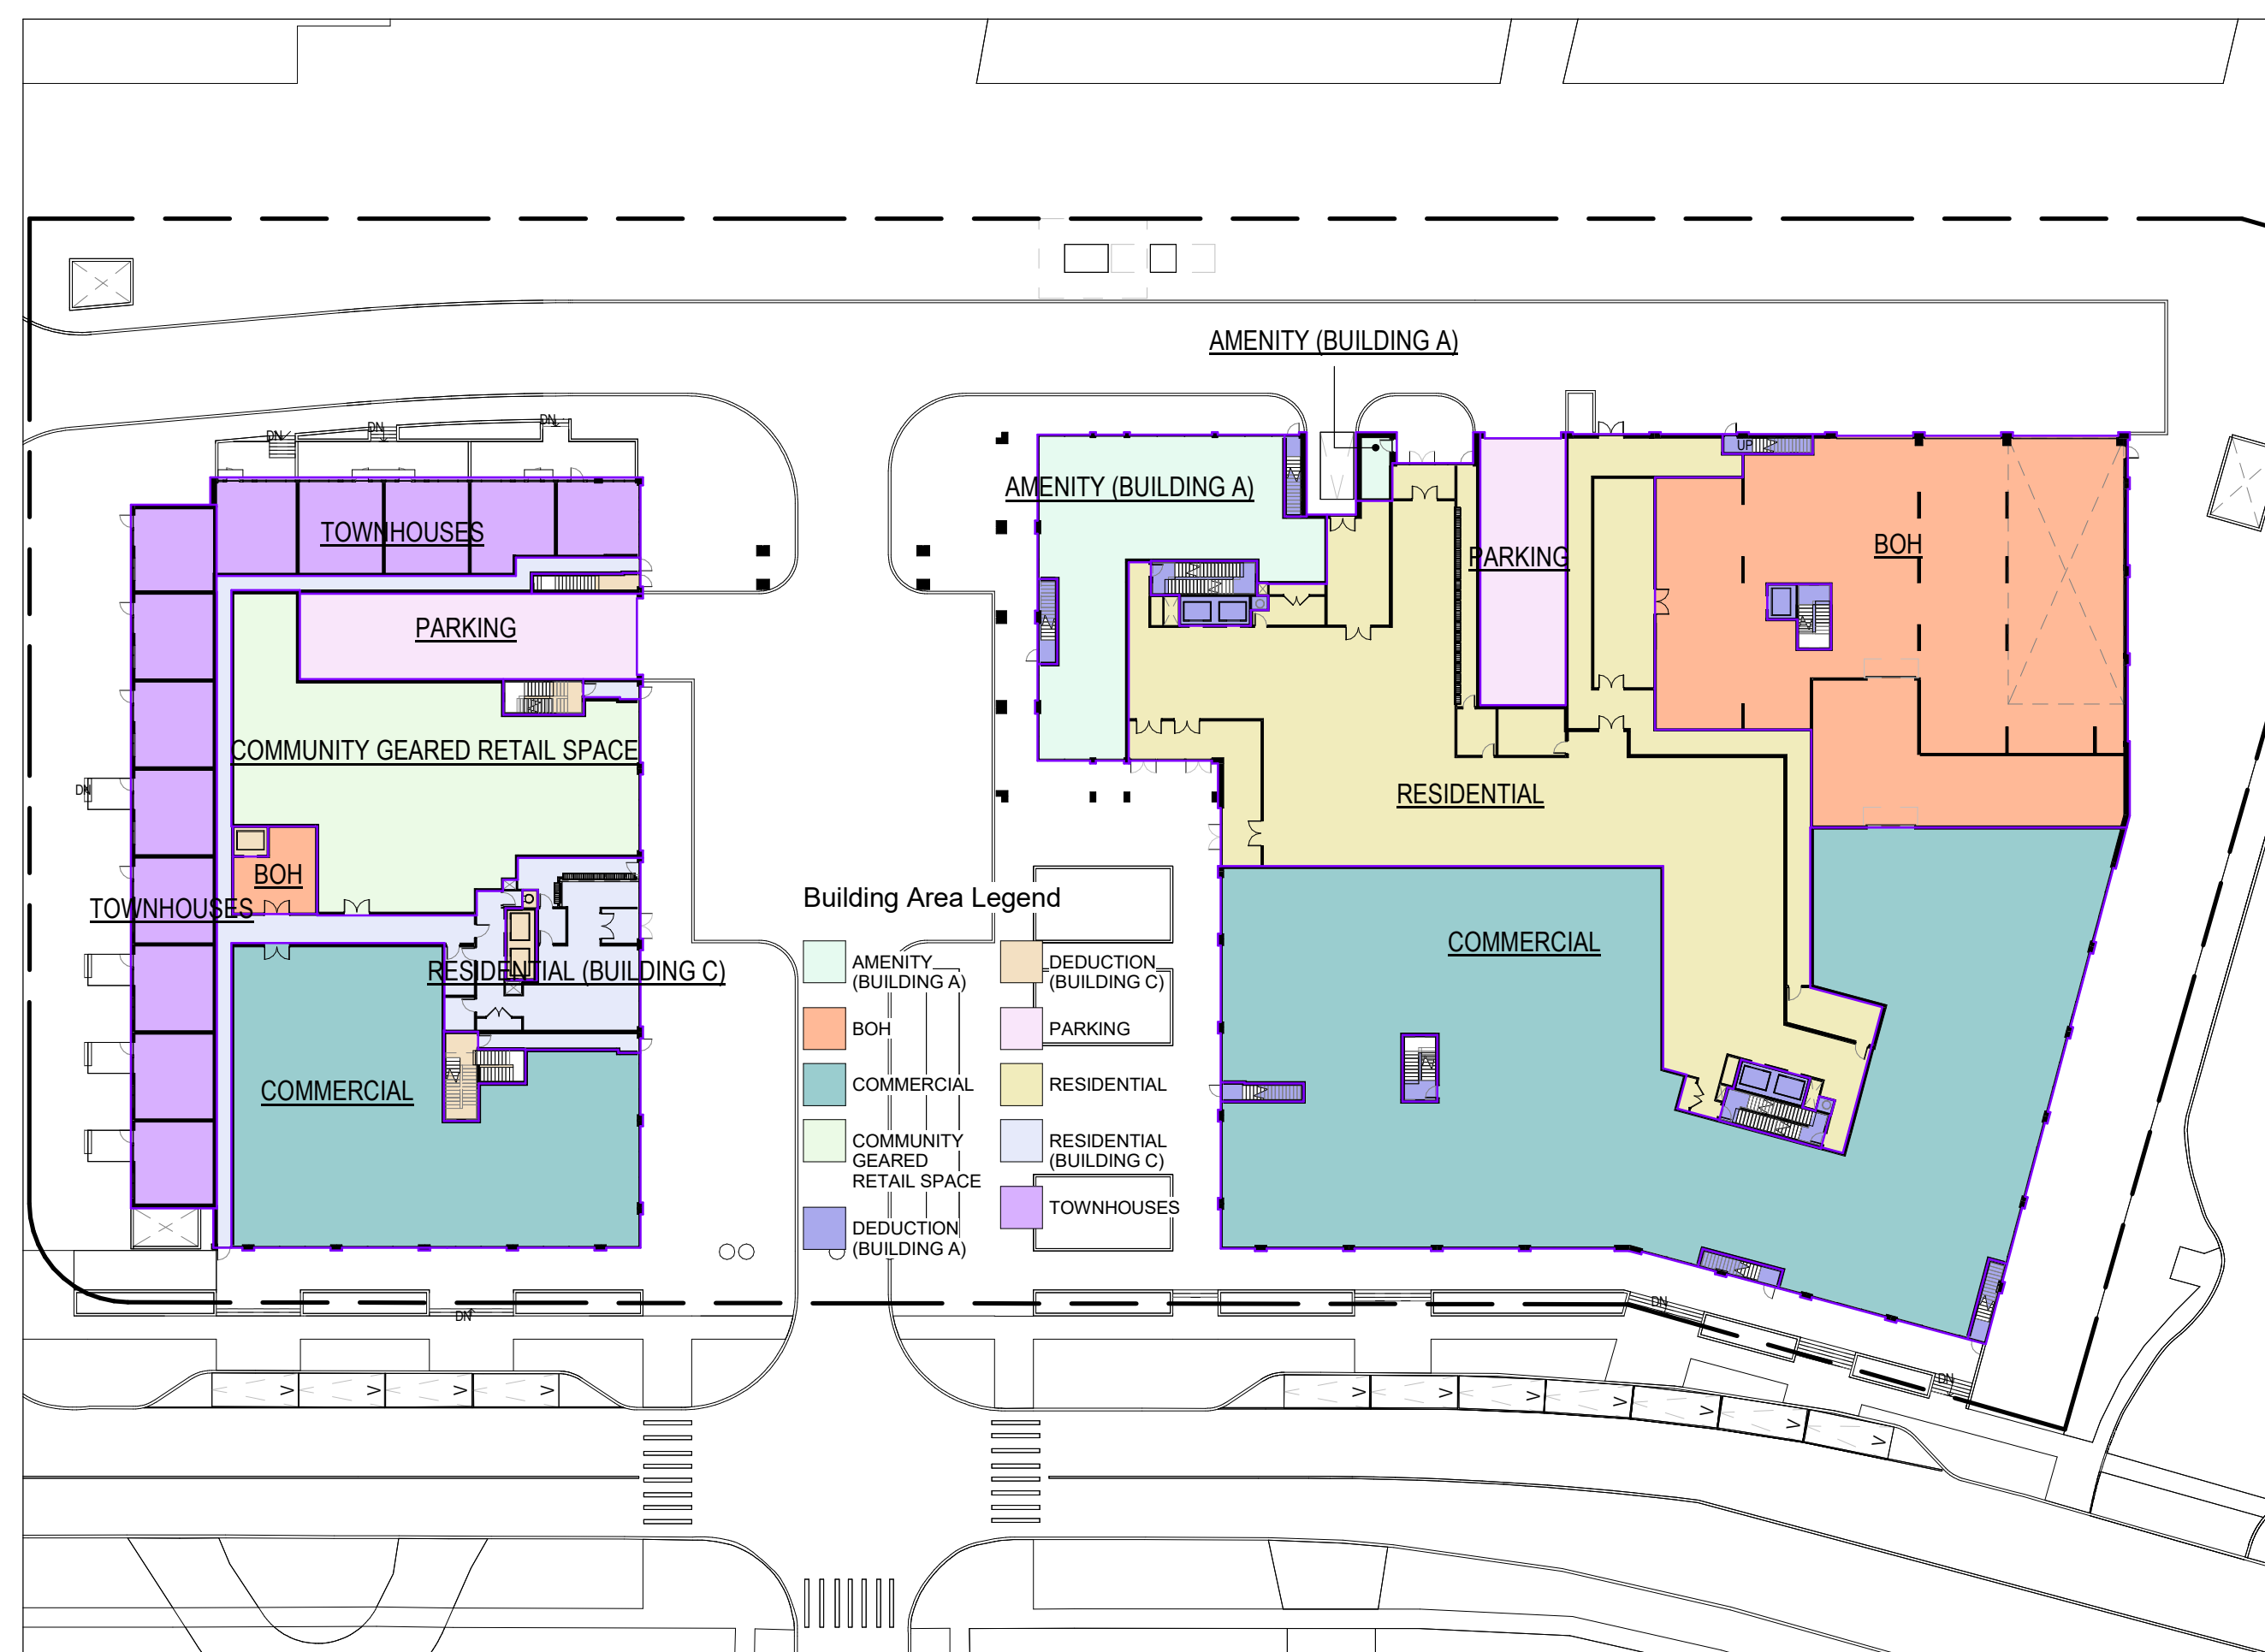 AMENITY (BUILDING A)
DN
DN
DN
UP
AMENITY (BUILDING A)
TOWNHOUSES
BOH
PARKING
PARKING
COMMUNITY GEARED RETAIL SPACE
DN
RESIDENTIAL
BOH
TOWNHOUSES
RESIDENTIAL (BUILDING C)
COMMERCIAL
COMMERCIAL
Building Area Legend
AMENITY
(BUILDING A)
BOH
COMMERCIAL
COMMUNITY
GEARED
RETAIL SPACE
DEDUCTION
(BUILDING A)
DEDUCTION
(BUILDING C)
PARKING
RESIDENTIAL
RESIDENTIAL
(BUILDING C)
TOWNHOUSES
DN
DN
DN